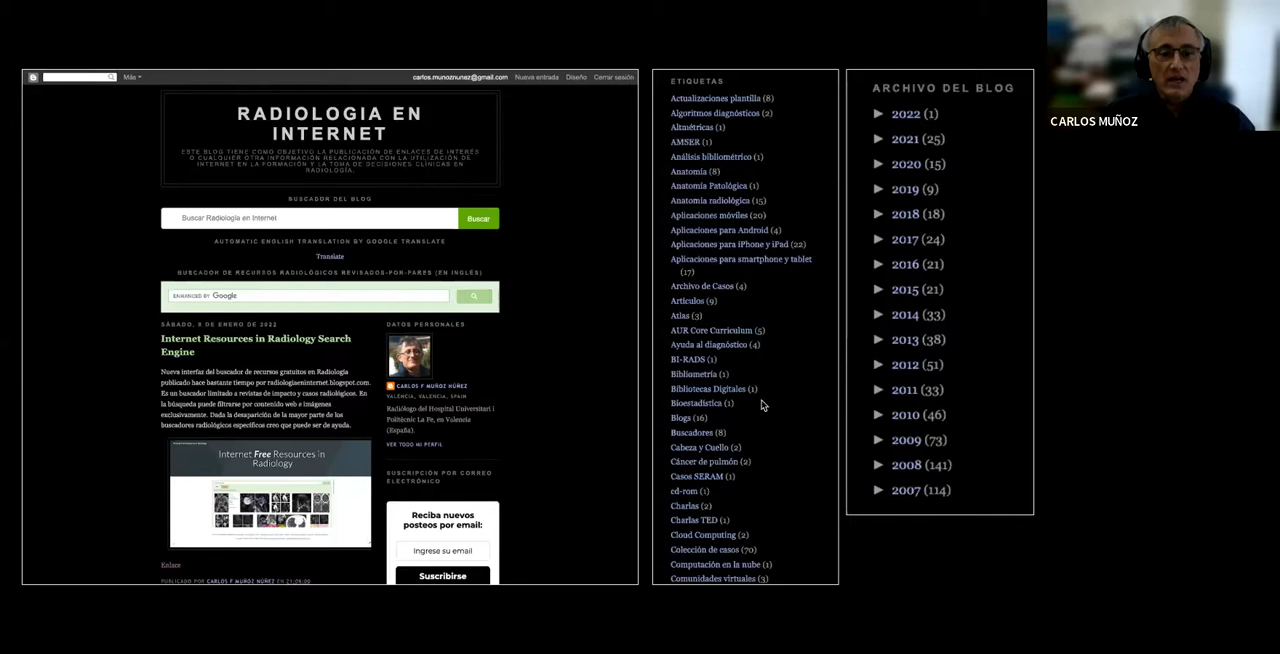 Más
carlos.munoznunez@gmail.com Nueva entrada Diseño Cerrar sesión
RADIOLOGIA EN
INTERNET
ESTE BLOG TIENE COMO OBJETIVO LA PUBLICACIÓN DE ENLACES DE INTERÉS
O CUALQUIER OTRA INFORMACIÓN RELACIONADA CON LA UTILIZACIÓN DE
INTERNET EN LA FORMACIÓN Y LA TOMA DE DECISIONES CLÍNICAS EN
RADIOLOGÍA.
BUSCADOR DEL BLOG
Buscar Radiología en Internet
Buscar
AUTOMATIC ENGLISH TRANSLATION BY GOOGLE TRANSLATE
Translate
BUSCADOR DE RECURSOS RADIOLÓGICOS REVISADOS-POR-PARES (EN INGLÉS)
ENHANCED BY Google
SÁBADO, 8 DE ENERO DE 2022
Internet Resources in Radiology Search
Engine
Nueva interfaz del buscador de recursos gratuitos en Radiología
publicado hace bastante tiempo por radiologiaeninternet.blogspot.com.
Es un buscador limitado a revistas de impacto y casos radiológicos. En
la búsqueda puede filtrarse por contenido web e imágenes
exclusivamente. Dada la desaparición de la mayor parte de los
buscadores radiológicos específicos creo que puede ser de ayuda.
Internet Free Resources in
Radiology
Enlace
PUBLICADO POR CARLOS F MUÑOZ NÚÑEZ EN 21:09:00
DATOS PERSONALES
CARLOS F MUÑOZ NÚÑEZ
VALENCIA, VALENCIA, SPAIN
Radiólogo del Hospital Universitari i
Politècnic La Fe, en Valencia
(España).
VER TODO MI PERFIL
SUSCRIPCIÓN POR CORREO
ELECTRÓNICO
Reciba nuevos
posteos por email:
Ingrese su email
Suscribirse
ETIQUETAS
Actualizaciones plantilla (8)
Algoritmos diagnósticos (2)
Altmétricas (1)
AMSER (1)
Análisis bibliométrico (1)
Anatomía (8)
Anatomía Patológica (1)
Anatomia radiológica (15)
Aplicaciones móviles (20)
Aplicaciones para Android (4)
Aplicaciones para iPhone y iPad (22)
Aplicaciones para smartphone y tablet
(17)
Archivo de Casos (4)
Artículos (9)
Atlas (3)
AUR Core Curriculum (5)
Ayuda al diagnóstico (4)
BI-RADS (1)
Bibliometría (1)
Bibliotecas Digitales (1)
Bioestadística (1)
Blogs (16)
Buscadores (8)
Cabeza y Cuello (2)
Cáncer de pulmón (2)
Casos SERAM (1)
cd-rom (1)
Charlas (2)
Charlas TED (1)
Cloud Computing (2)
Colección de casos (70)
Computación en la nube (1)
Comunidades virtuales (3)
ARCHIVO DEL BLOG
2022 (1)
2021 (25)
2020 (15)
2019 (9)
2018 (18)
2017 (24)
2016 (21)
2015 (21)
2014 (33)
2013 (38)
2012 (51)
2011 (33)
2010 (46)
2009 (73)
2008 (141)
2007 (114)
CARLOS MUÑOZ